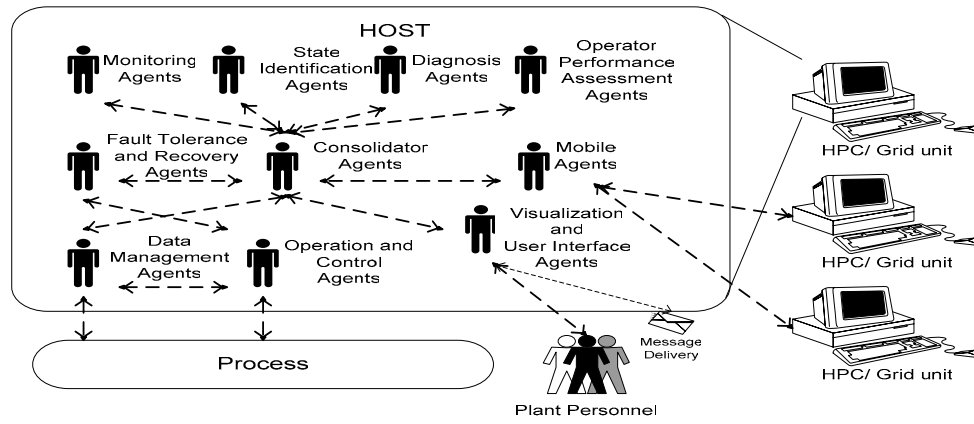 HOST
Monitoring
Agents
State
Identification
Agents
Diagnosis
Agents
Operator
Performance
Assessment
Agents
HPC/ Grid unit
Fault Tolerance
and Recovery
Agents
Consolidator
Agents
Mobile
Agents
HPC/ Grid unit
Data
Management
Agents
Operation and
Control
Agents
Visualization
and
User Interface
Agents
HPC/ Grid unit
Process
Message
Delivery
Plant Personnel